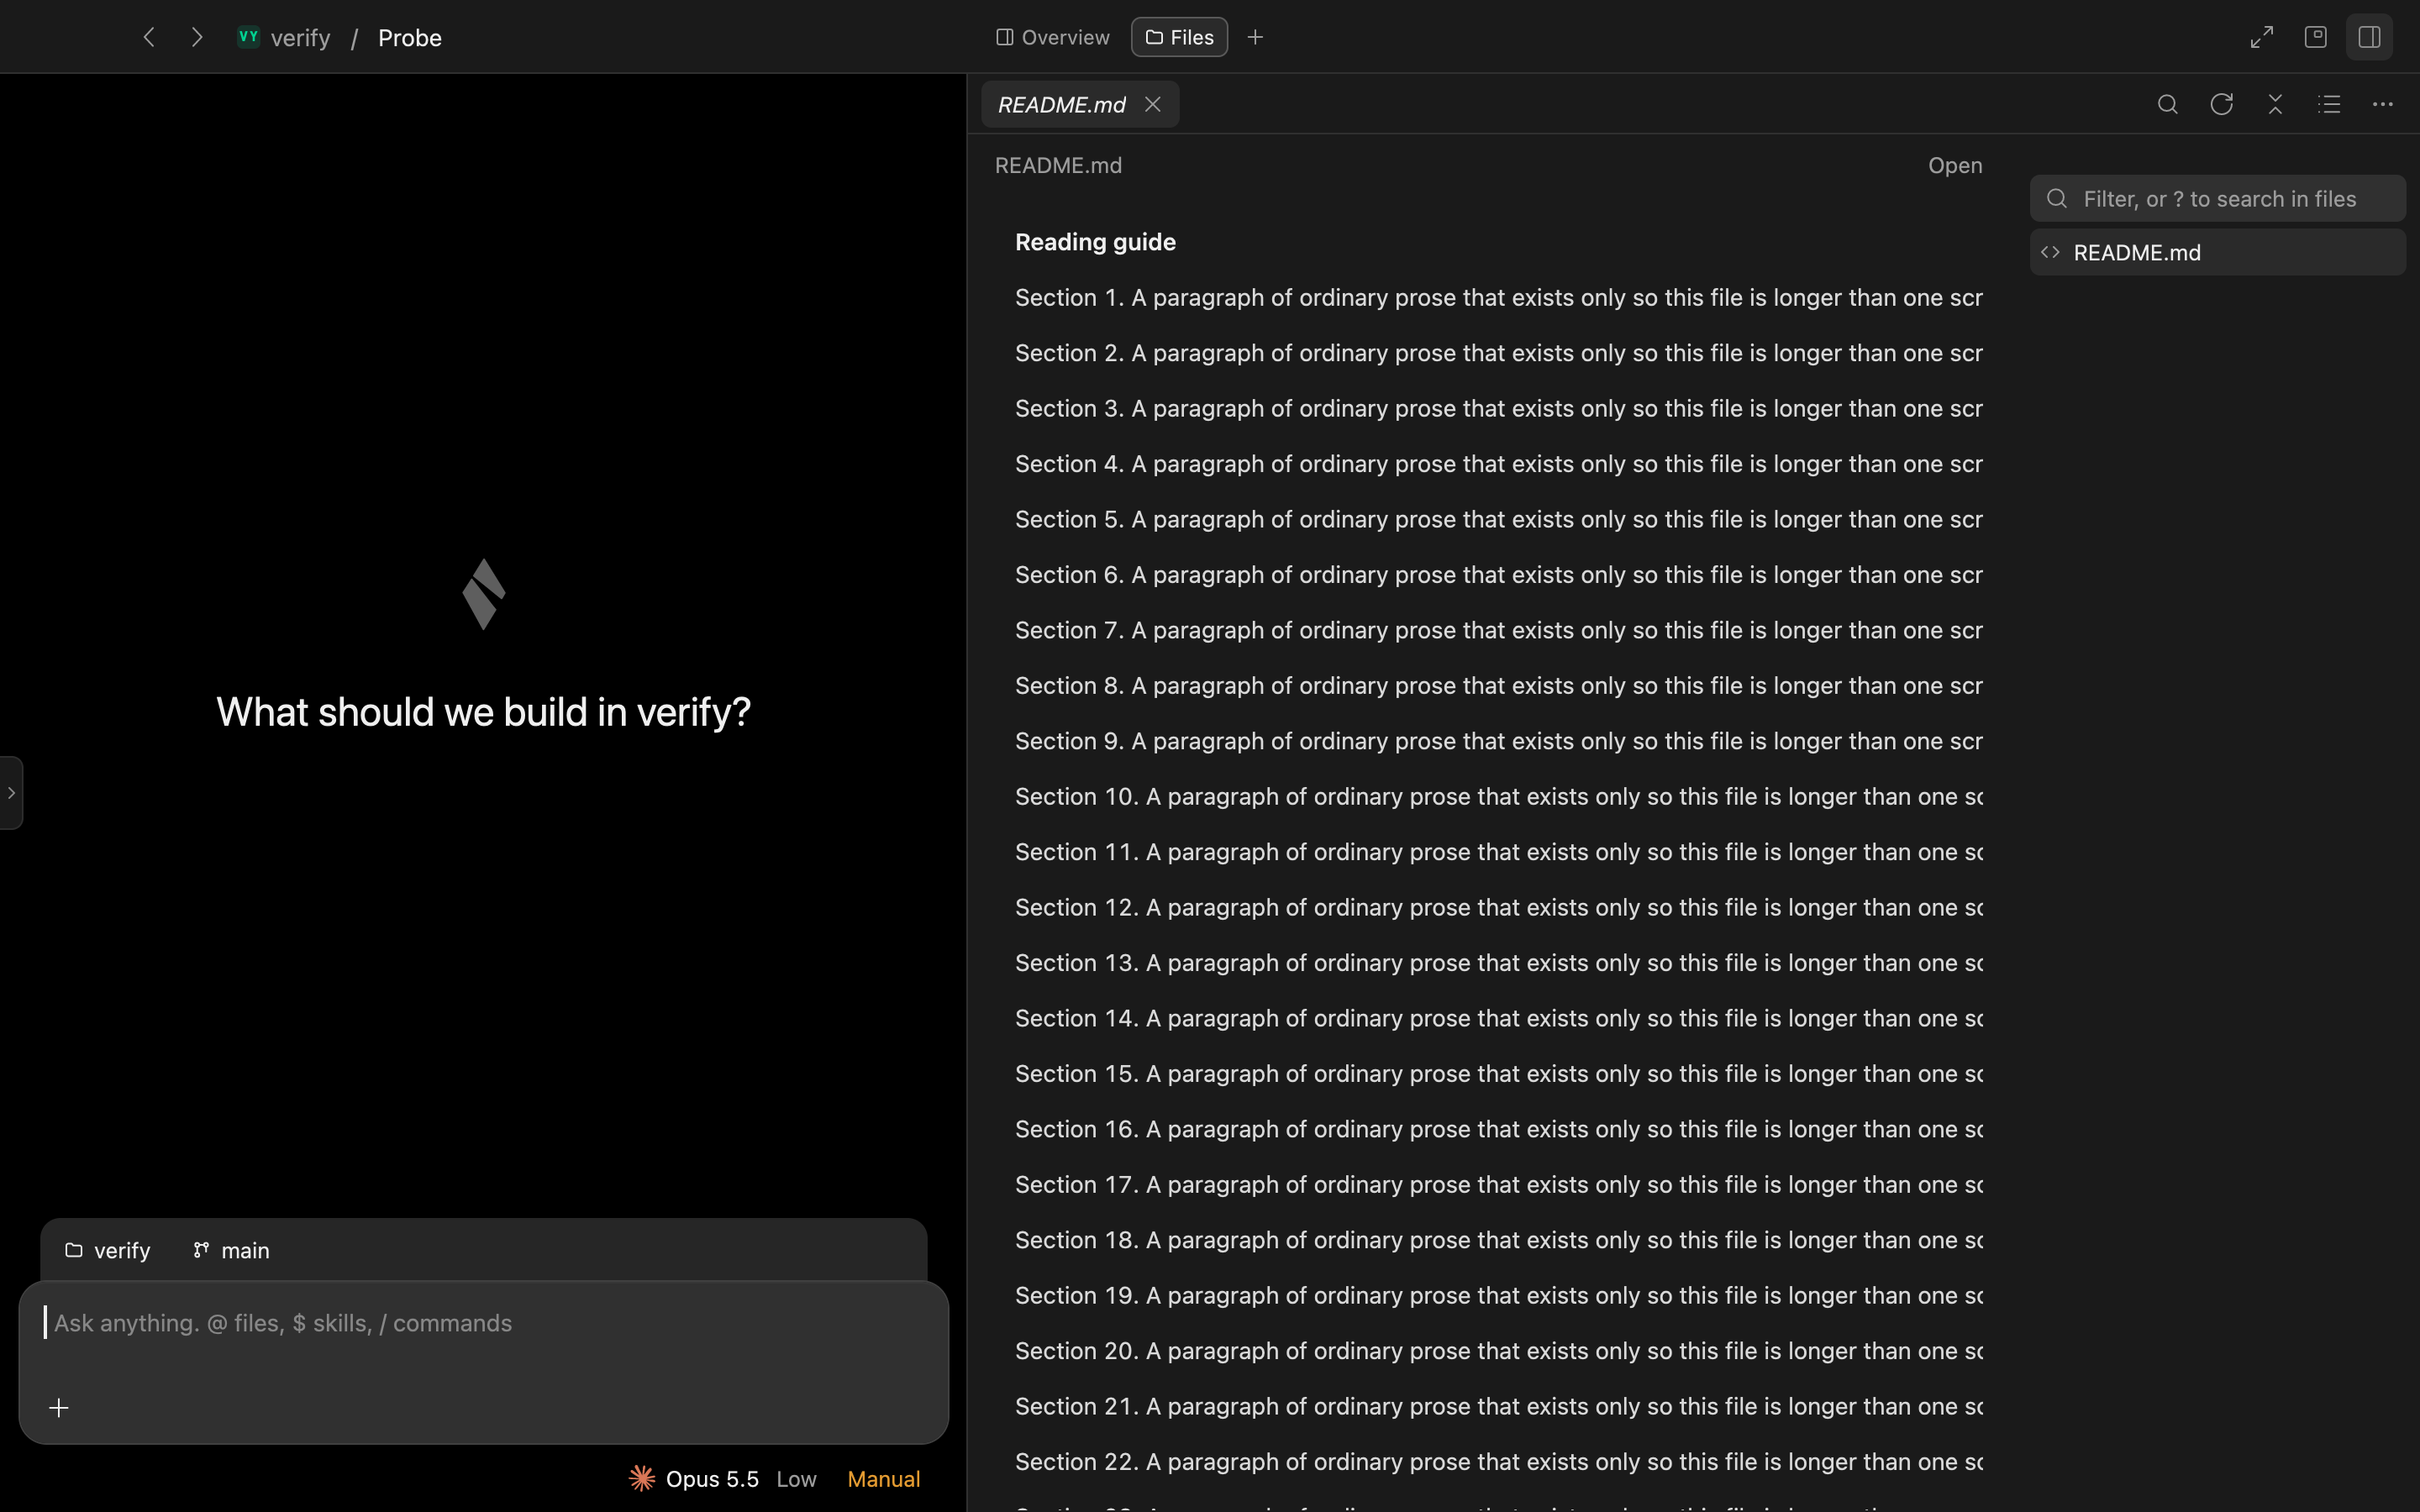 VY verify / Probe
Overview
Files
README.md
README.md
Open
Filter, or ? to search in files
README.md
Reading guide
Section 1. A paragraph of ordinary prose that exists only so this file is longer than one scr
Section 2. A paragraph of ordinary prose that exists only so this file is longer than one scr
Section 3. A paragraph of ordinary prose that exists only so this file is longer than one scr
Section 4. A paragraph of ordinary prose that exists only so this file is longer than one scr
Section 5. A paragraph of ordinary prose that exists only so this file is longer than one scr
Section 6. A paragraph of ordinary prose that exists only so this file is longer than one scr
Section 7. A paragraph of ordinary prose that exists only so this file is longer than one scr
Section 8. A paragraph of ordinary prose that exists only so this file is longer than one scr
Section 9. A paragraph of ordinary prose that exists only so this file is longer than one scr
Section 10. A paragraph of ordinary prose that exists only so this file is longer than one sc
Section 11. A paragraph of ordinary prose that exists only so this file is longer than one sc
Section 12. A paragraph of ordinary prose that exists only so this file is longer than one sc
Section 13. A paragraph of ordinary prose that exists only so this file is longer than one sc
Section 14. A paragraph of ordinary prose that exists only so this file is longer than one sc
Section 15. A paragraph of ordinary prose that exists only so this file is longer than one sc
Section 16. A paragraph of ordinary prose that exists only so this file is longer than one sc
Section 17. A paragraph of ordinary prose that exists only so this file is longer than one sc
Section 18. A paragraph of ordinary prose that exists only so this file is longer than one sc
Section 19. A paragraph of ordinary prose that exists only so this file is longer than one sc
Section 20. A paragraph of ordinary prose that exists only so this file is longer than one sc
Section 21. A paragraph of ordinary prose that exists only so this file is longer than one sc
Section 22. A paragraph of ordinary prose that exists only so this file is longer than one sc
What should we build in verify?
verify
main
Ask anything. @ files, $ skills, / commands
Opus 5.5 Low Manual